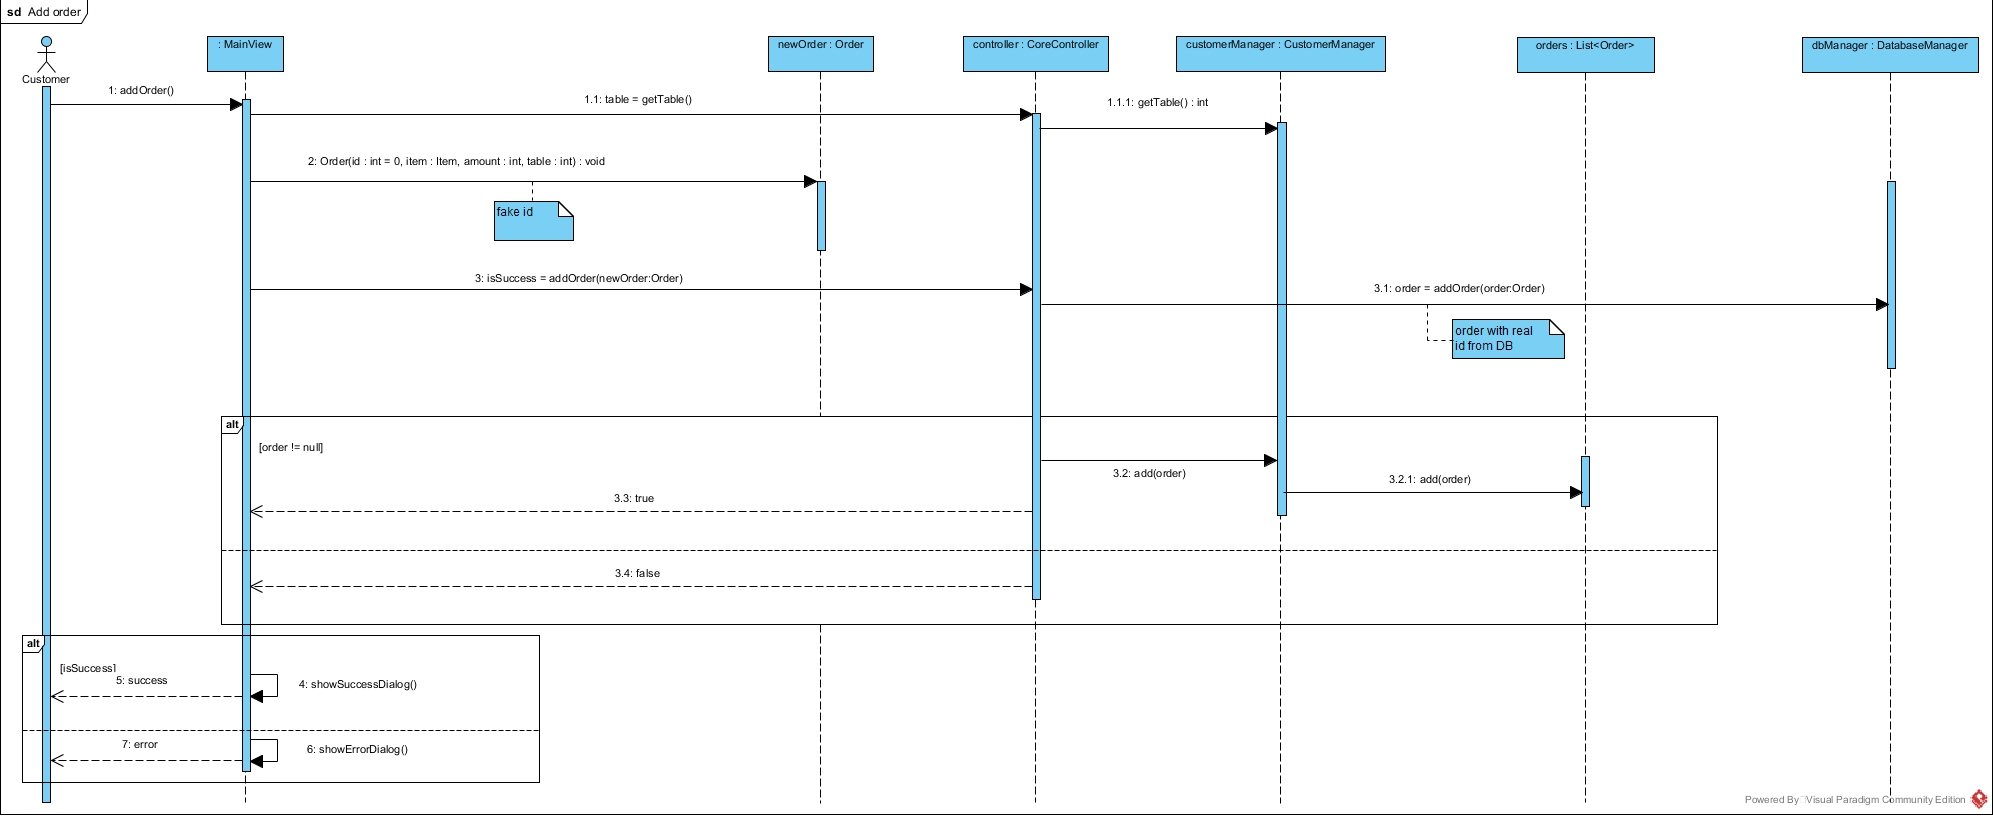 sd Add order
Customer
: MainView
newOrder : Order
controller : CoreController
customerManager : CustomerManager
orders : List<Order>
dbManager : DatabaseManager
1: addOrder()
1.1: table = getTable()
1.1.1: getTable() : int
2: Order(id : int = 0, item : Item, amount : int, table : int) : void
fake id
3: isSuccess = addOrder(newOrder:Order)
3.1: order = addOrder(order:Order)
order with real
id from DB
alt
[order != null]
3.2: add(order)
3.2.1: add(order)
3.3: true
3.4: false
alt
[isSuccess]
5: success
4: showSuccessDialog()
7: error
6: showErrorDialog()
Powered By Visual Paradigm Community Edition